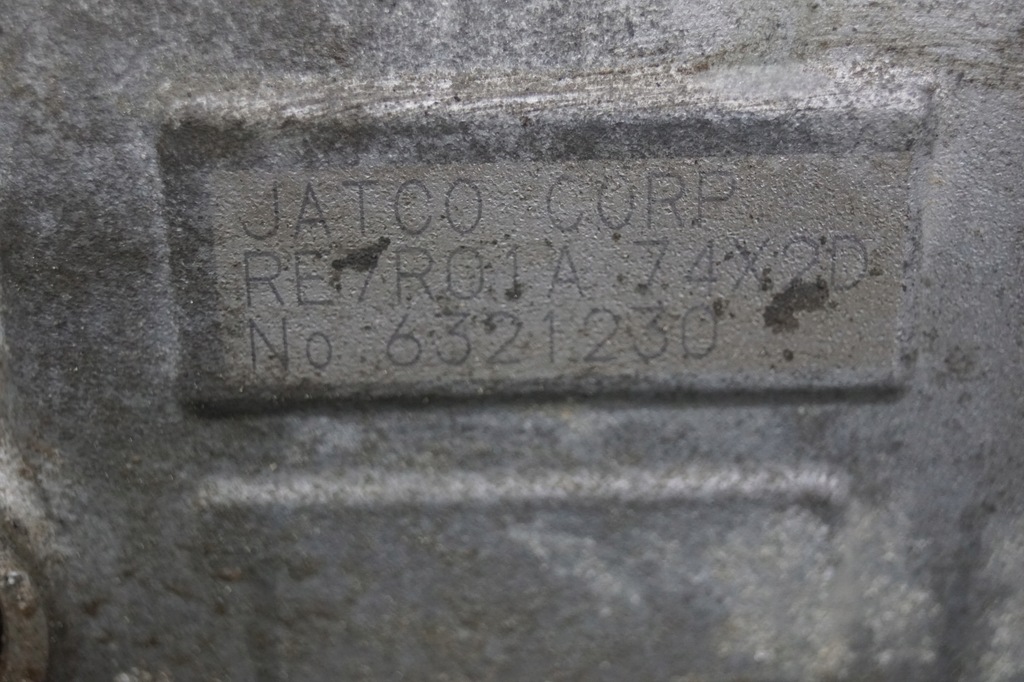 JATCO CORP
RE7R01A 74X2D
No 6321230